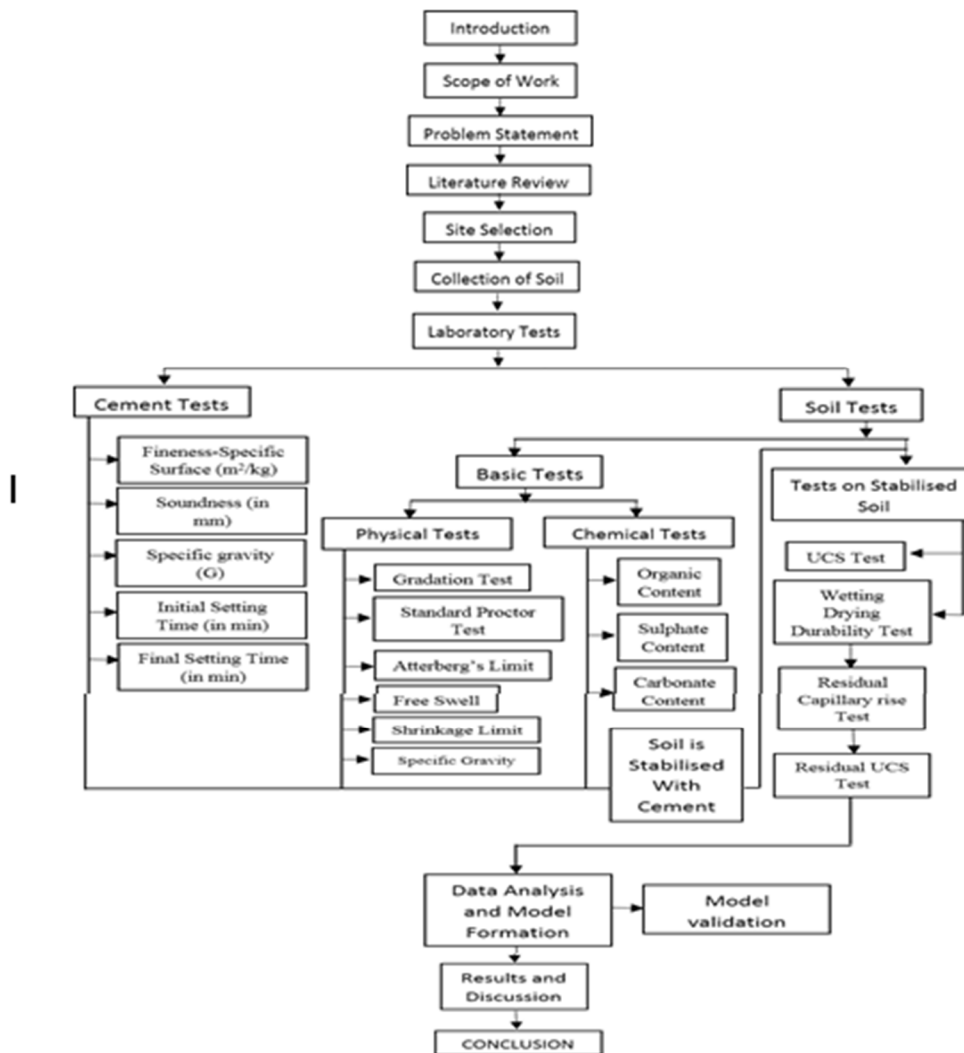 Introduction
Scope of Work
Problem Statement
Literature Review
Site Selection
Collection of Soil
Laboratory Tests
Cement Tests
Fineness-Specific
Surface (m²/kg)
Soundness (in
mm)
Specific gravity
(G)
Initial Setting
Time (in min)
Final Setting Time
(in min)
Soil Tests
Basic Tests
Physical Tests
Gradation Test
Standard Proctor
Test
Atterberg's Limit
Free Swell
Shrinkage Limit
Specific Gravity
Chemical Tests
Organic
Content
Sulphate
Content
Carbonate
Content
Soil is
Stabilised
With
Cement
Tests on Stabilised
Soil
UCS Test
Wetting
Drying
Durability Test
Residual
Capillary rise
Test
Residual UCS
Test
Data Analysis
and Model
Formation
Model
validation
Results and
Discussion
CONCLUSION